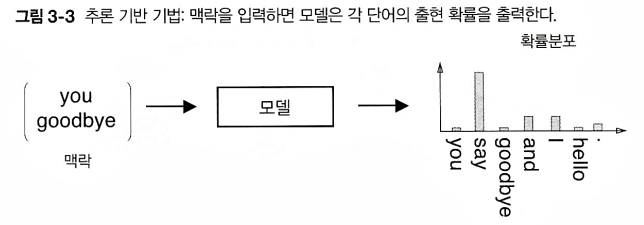 그림 3-3 추론 기반 기법: 맥락을 입력하면 모델은 각 단어의 출현 확률을 출력한다.
확률분포
you
goodbye
맥락
모델
you
say
goodbye
and
I
hello
.